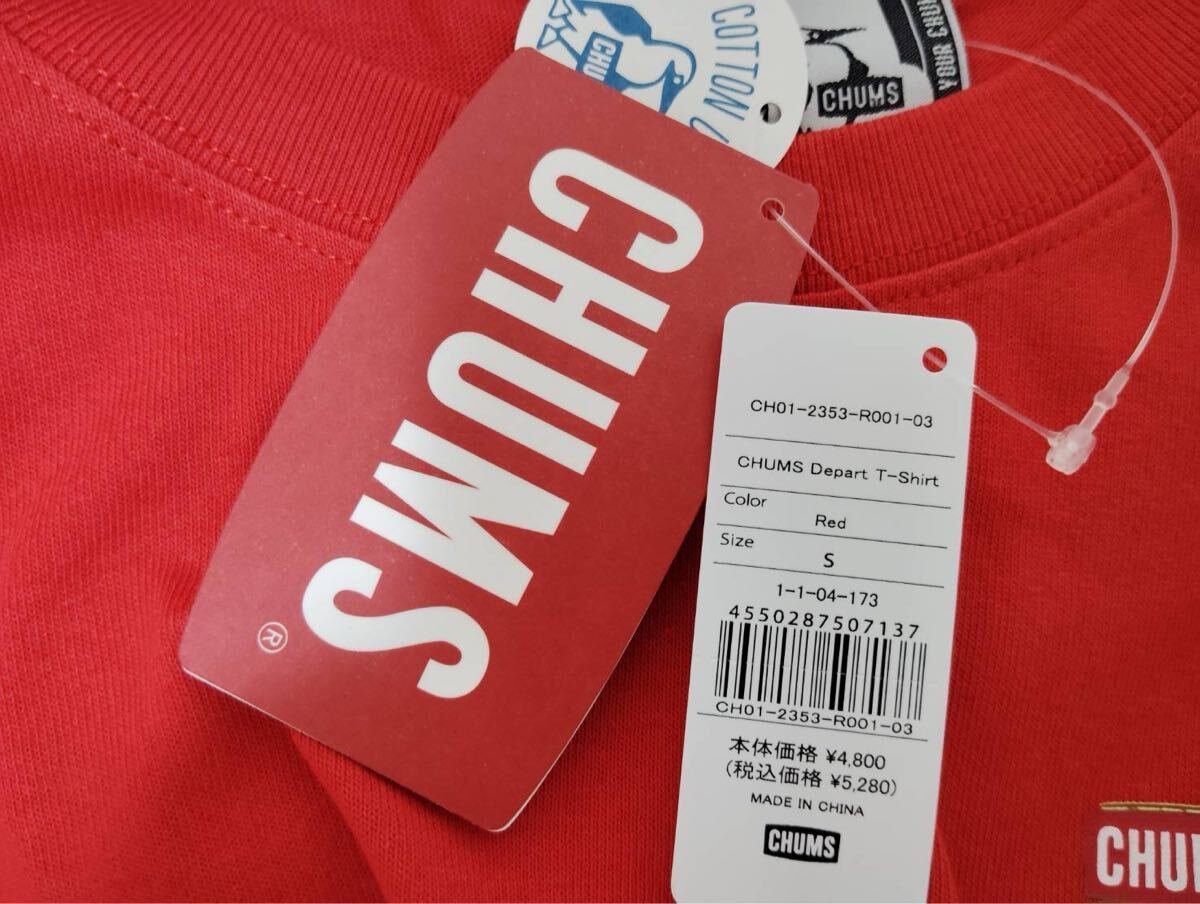 CHUMS
COTTON
CHUMS
CHUMS
®
CH01-2353-R001-03
CHUMS Depart T-Shirt
Color
Red
Size
S
1-1-04-173
4550287507137
CH01-2353-R001-03
本体価格 ¥4,800
(税込価格 ¥5,280)
MADE IN CHINA
CHUMS